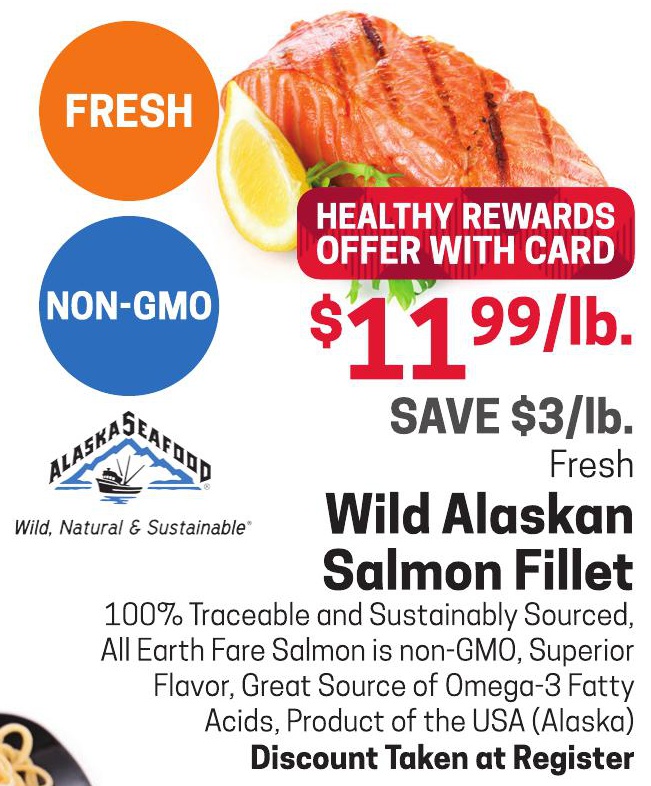 FRESH
HEALTHY REWARDS
OFFER WITH CARD
NON-GMO
$11 99/lb.
SAVE $3/lb.
ALASKA SEAFOOD®
Wild, Natural & Sustainable®
Fresh
Wild Alaskan
Salmon Fillet
100% Traceable and Sustainably Sourced,
All Earth Fare Salmon is non-GMO, Superior
Flavor, Great Source of Omega-3 Fatty
Acids, Product of the USA (Alaska)
Discount Taken at Register